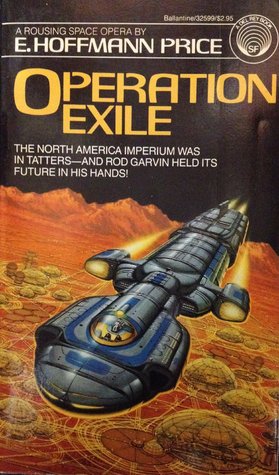 Ballantine/32599/$2.95
A ROUSING SPACE OPERA BY
E. HOFFMANN PRICE
A DEL REY BOOK
SF
OPERATION
EXILE
THE NORTH AMERICA IMPERIUM WAS
IN TATTERS—AND ROD GARVIN HELD ITS
FUTURE IN HIS HANDS!